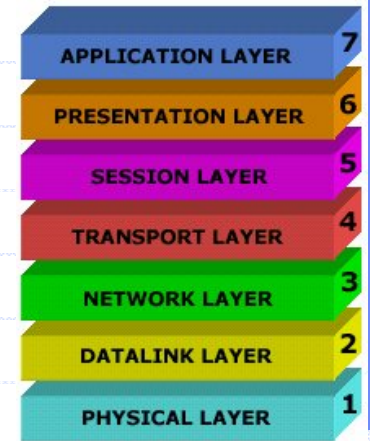 APPLICATION LAYER 7
PRESENTATION LAYER 6
SESSION LAYER 5
TRANSPORT LAYER 4
NETWORK LAYER 3
DATALINK LAYER 2
PHYSICAL LAYER 1